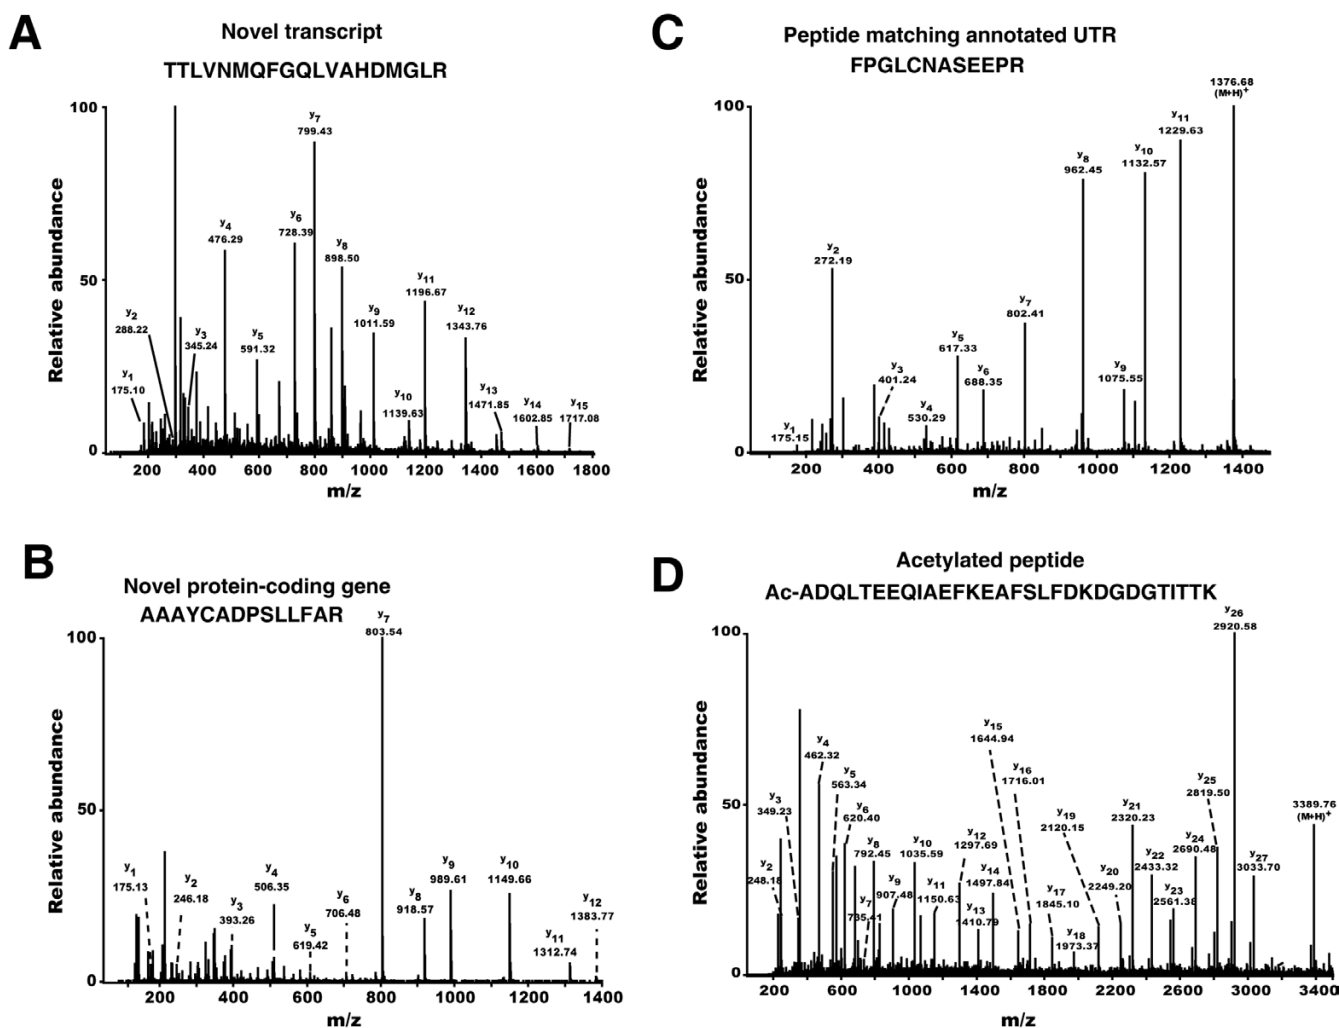 A
Novel transcript
TTLVNMQFGQLVAHDMGLR
Relative abundance
100
50
0
y7
799.43
y4
476.29
y6
728.39
y8
898.50
y11
1196.67
y2
288.22
y3
345.24
y5
591.32
y9
1011.59
y12
1343.76
y1
175.10
y10
1139.63
y13
1471.85
y14
1602.85
y15
1717.08
200 400 600 800 1000 1200 1400 1600 1800
m/z
C
Peptide matching annotated UTR
FPGLCNASEEPR
Relative abundance
100
50
0
1376.68
(M+H)+
y11
1229.63
y8
962.45
y10
1132.57
y2
272.19
y7
802.41
y5
617.33
y3
401.24
y6
688.35
y9
1075.55
y4
530.29
y1
175.15
200 400 600 800 1000 1200 1400
m/z
B
Novel protein-coding gene
AAAYCADPSLLFAR
Relative abundance
100
50
0
y7
803.54
y1
175.13
y2
246.18
y4
506.35
y9
989.61
y10
1149.66
y3
393.26
y6
706.48
y8
918.57
y12
1383.77
y5
619.42
y11
1312.74
200 400 600 800 1000 1200 1400
m/z
D
Acetylated peptide
Ac-ADQLTEEQIAEFKEAFSLFDKDGDGTITTK
Relative abundance
100
50
0
y26
2920.58
y15
1644.94
y4
462.32
y16
1716.01
y5
563.34
y25
2819.50
y3
349.23
y6
620.40
y19
2120.15
y21
2320.23
3389.76
(M+H)+
y8
792.45
y10
1035.59
y12
1297.69
y24
2690.48
y2
248.18
y9
907.48
y14
1497.84
y20
2249.20
y22
2433.32
y27
3033.70
y7
735.41
y11
1150.63
y13
1410.79
y17
1845.10
y23
2561.38
y18
1973.37
200 600 1000 1400 1800 2200 2600 3000 3400
m/z